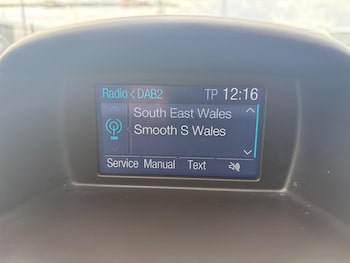 Radio < DAB2 TP 12:16
South East Wales
Smooth S Wales
Service Manual Text